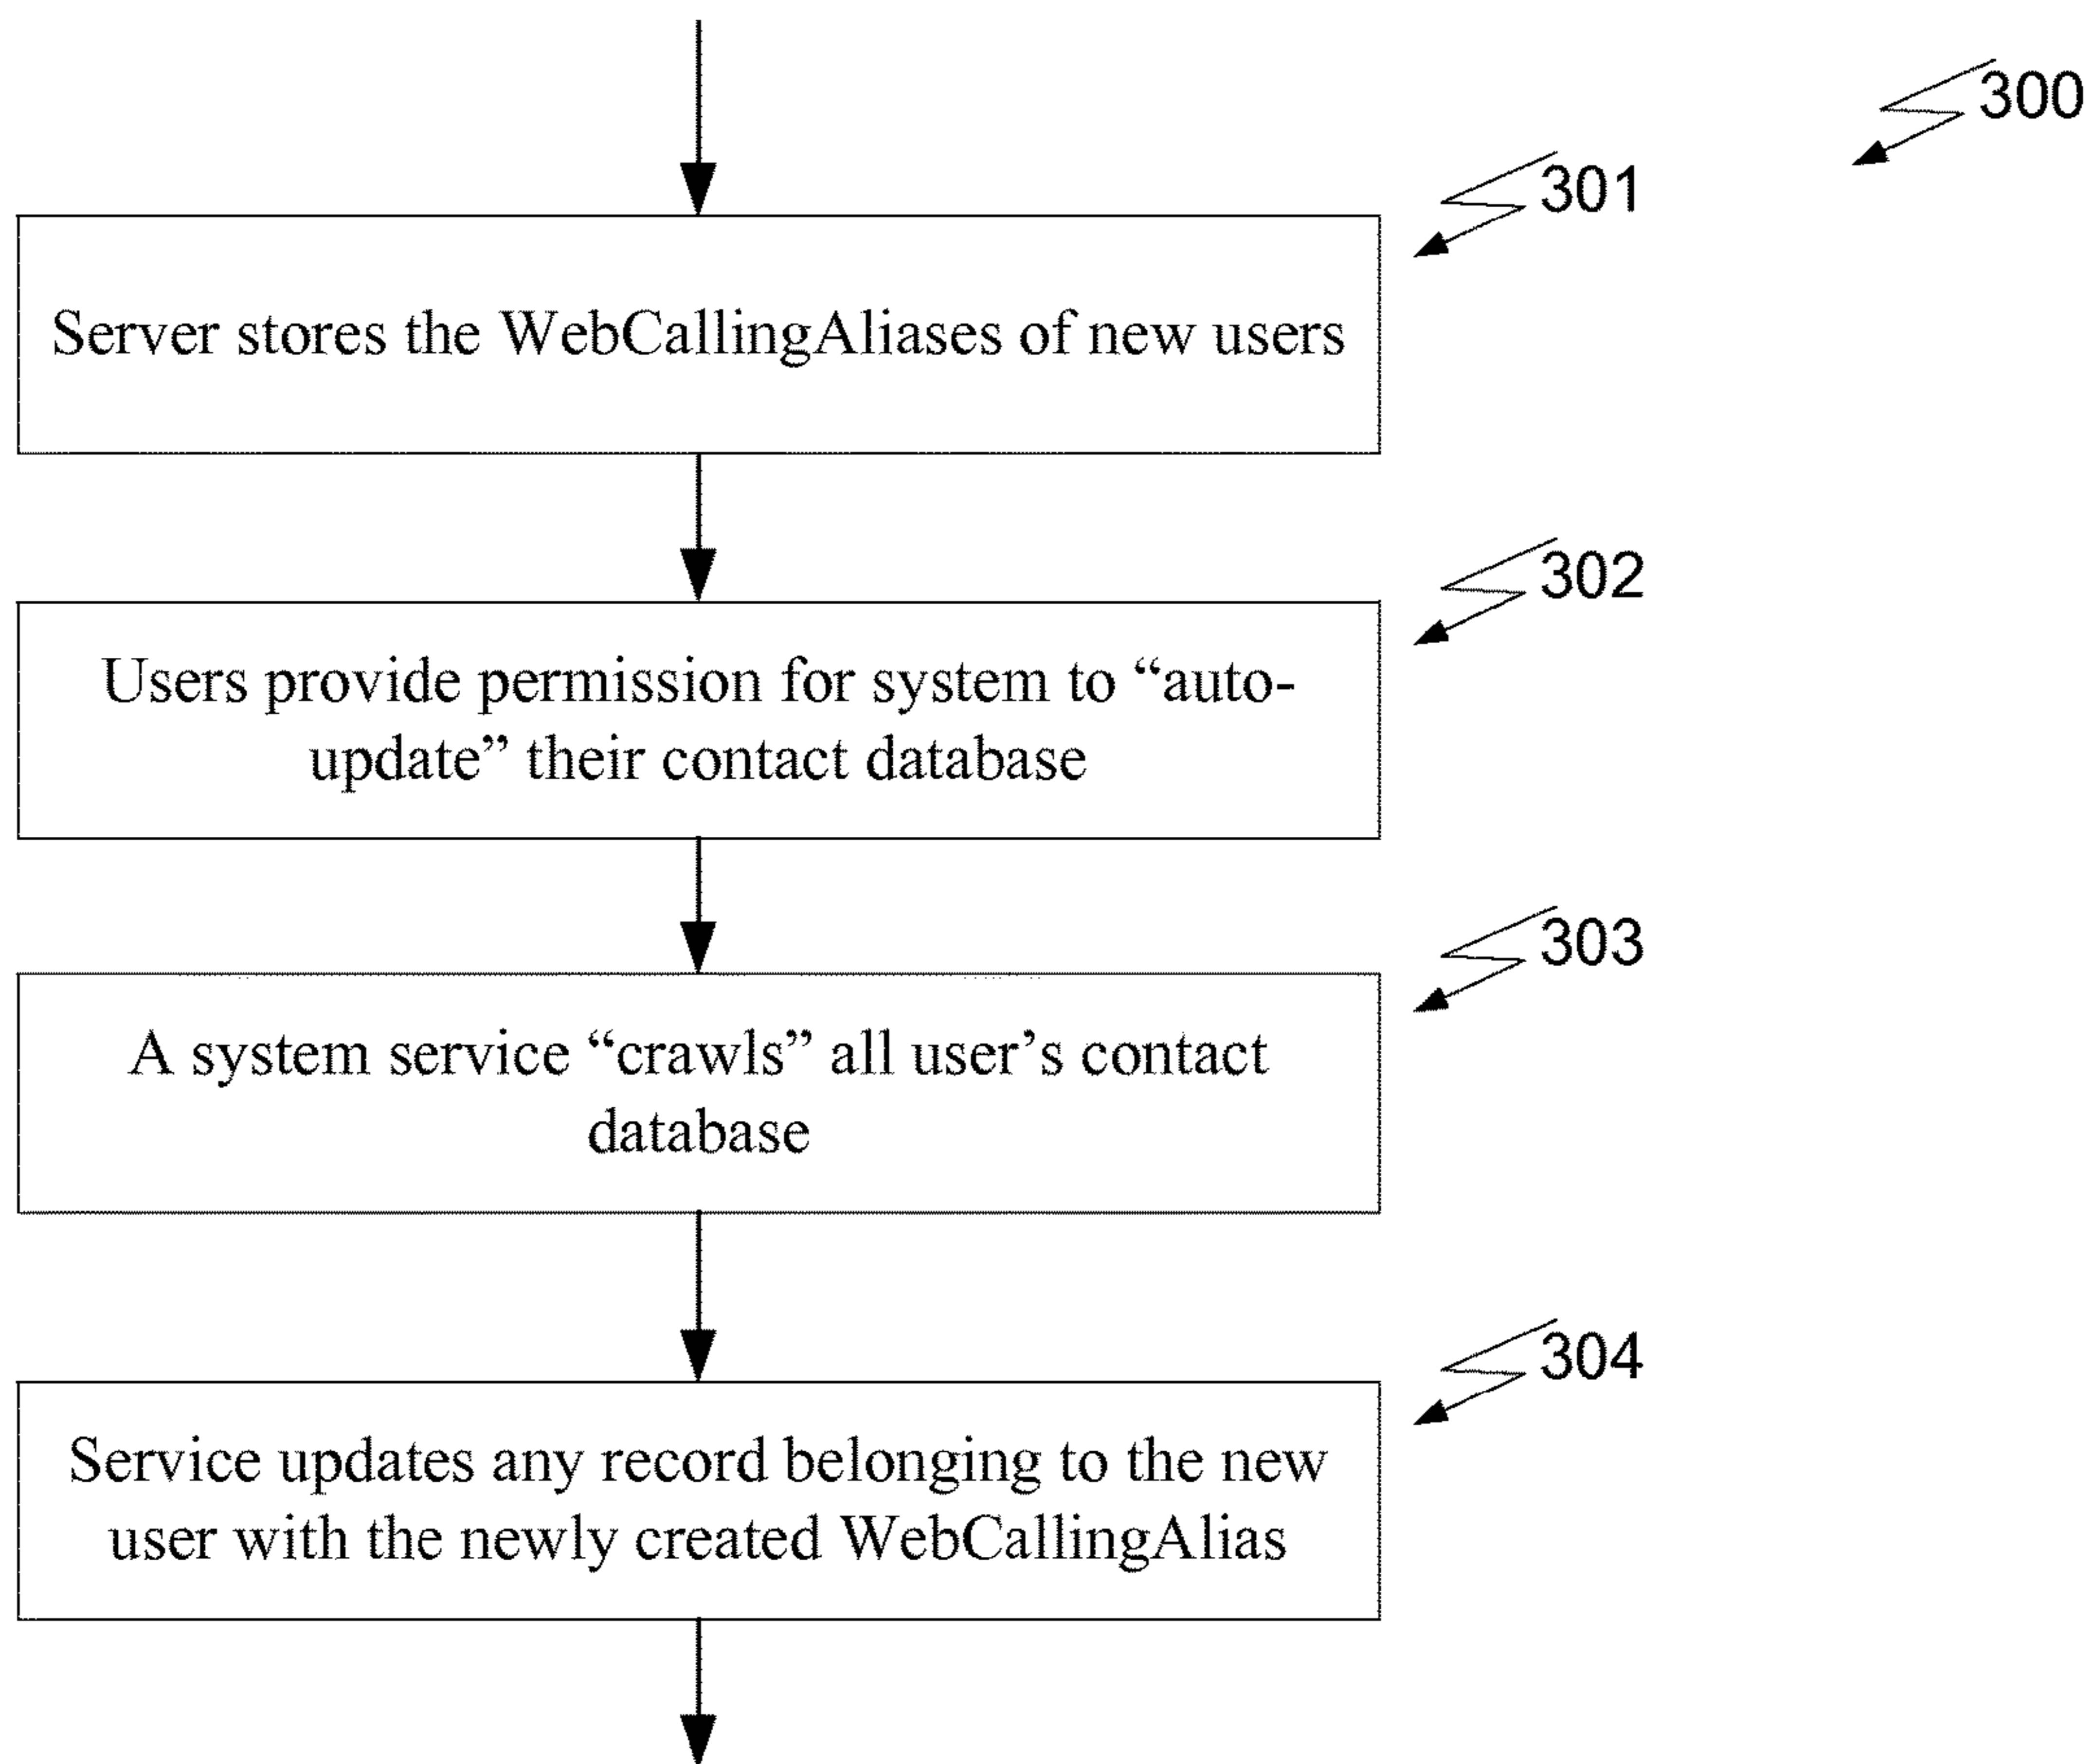 300
301
Server stores the WebCallingAliases of new users
302
Users provide permission for system to “auto-
update” their contact database
303
A system service “crawls” all user’s contact
database
304
Service updates any record belonging to the new
user with the newly created WebCallingAlias